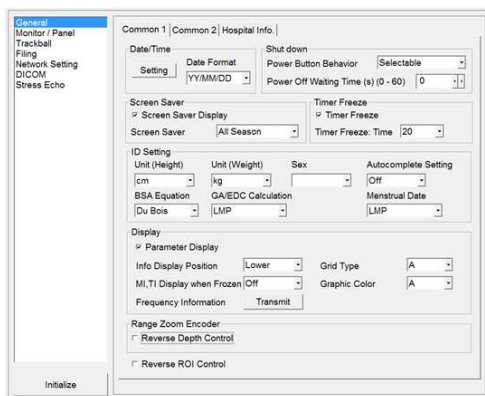 General
Monitor / Panel
Trackball
Filing
Network Setting
DICOM
Stress Echo
Initialize
Common 1 Common 2 Hospital Info.
Date/Time
Setting
Date Format
YY/MM/DD
Shut down
Power Button Behavior Selectable
Power Off Waiting Time (s) (0 - 60) 0
Screen Saver
Screen Saver Display
Screen Saver All Season
Timer Freeze
Timer Freeze
Timer Freeze: Time 20
ID Setting
Unit (Height) Unit (Weight) Sex Autocomplete Setting
cm kg Off
BSA Equation GA/EDC Calculation Menstrual Date
Du Bois LMP LMP
Display
Parameter Display
Info Display Position Lower Grid Type A
MI,TI Display when Frozen Off Graphic Color A
Frequency Information Transmit
Range Zoom Encoder
Reverse Depth Control
Reverse ROI Control